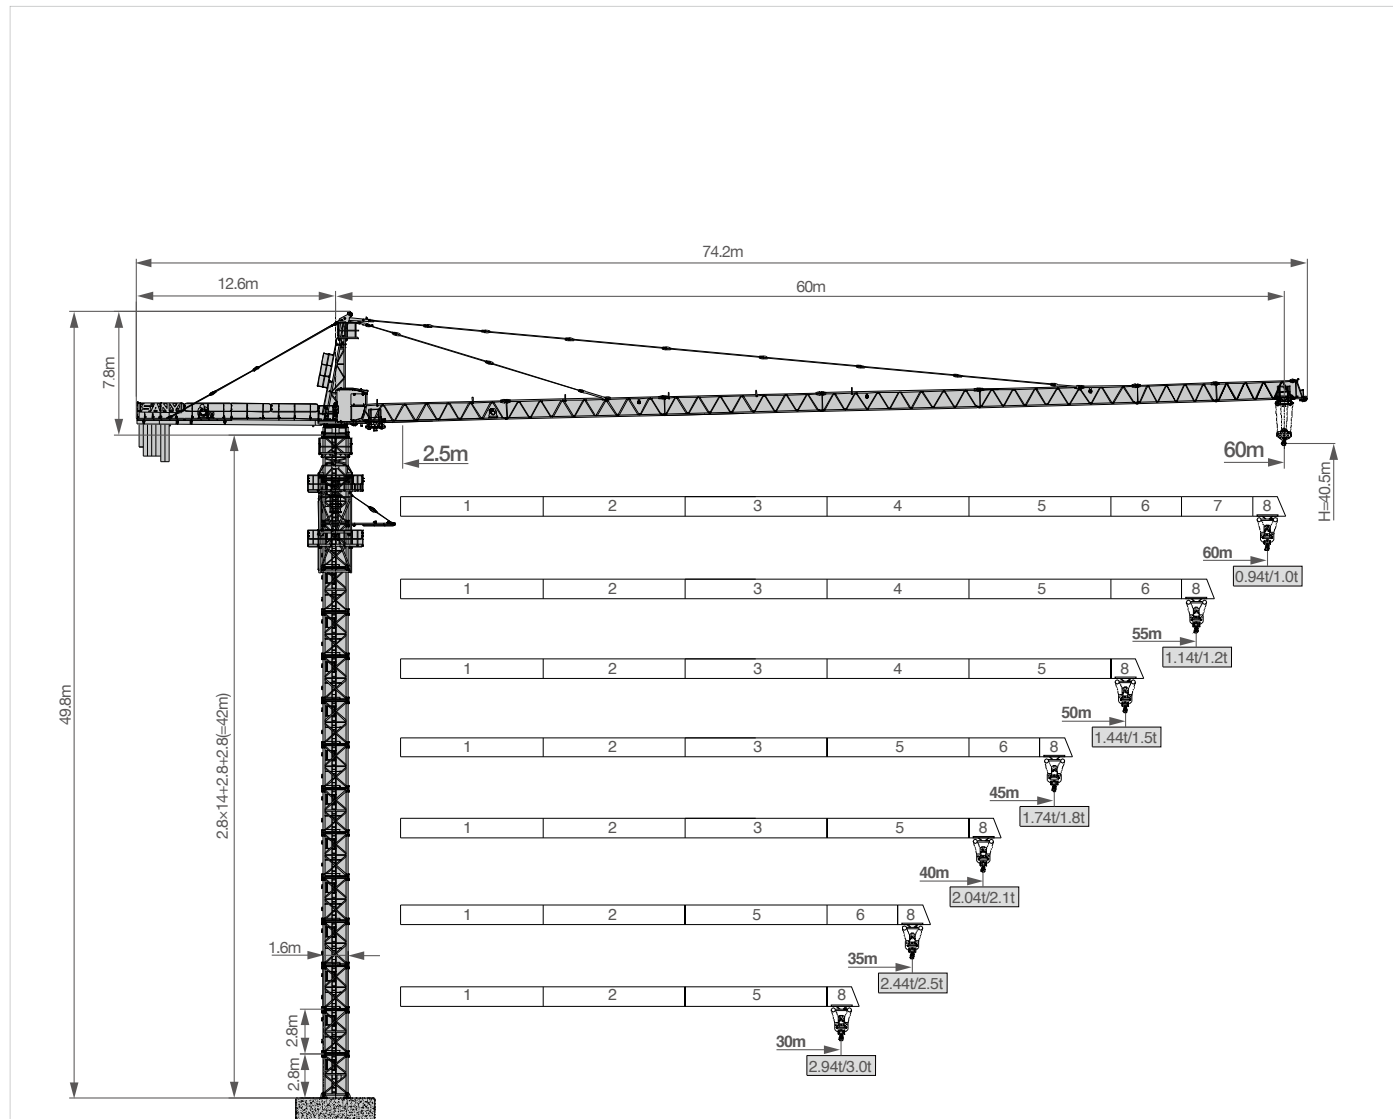 74.2m
12.6m
60m
7.8m
2.5m
60m
H=40.5m
1 2 3 4 5 6 7 8
60m
0.94t/1.0t
1 2 3 4 5 6 8
55m
1.14t/1.2t
1 2 3 4 5 8
50m
1.44t/1.5t
49.8m
2.8×14+2.8+2.8(=42m)
1 2 3 5 6 8
45m
1.74t/1.8t
1 2 3 5 8
40m
2.04t/2.1t
1 2 5 6 8
1.6m
35m
2.44t/2.5t
1 2 5 8
2.8m
30m
2.94t/3.0t
2.8m